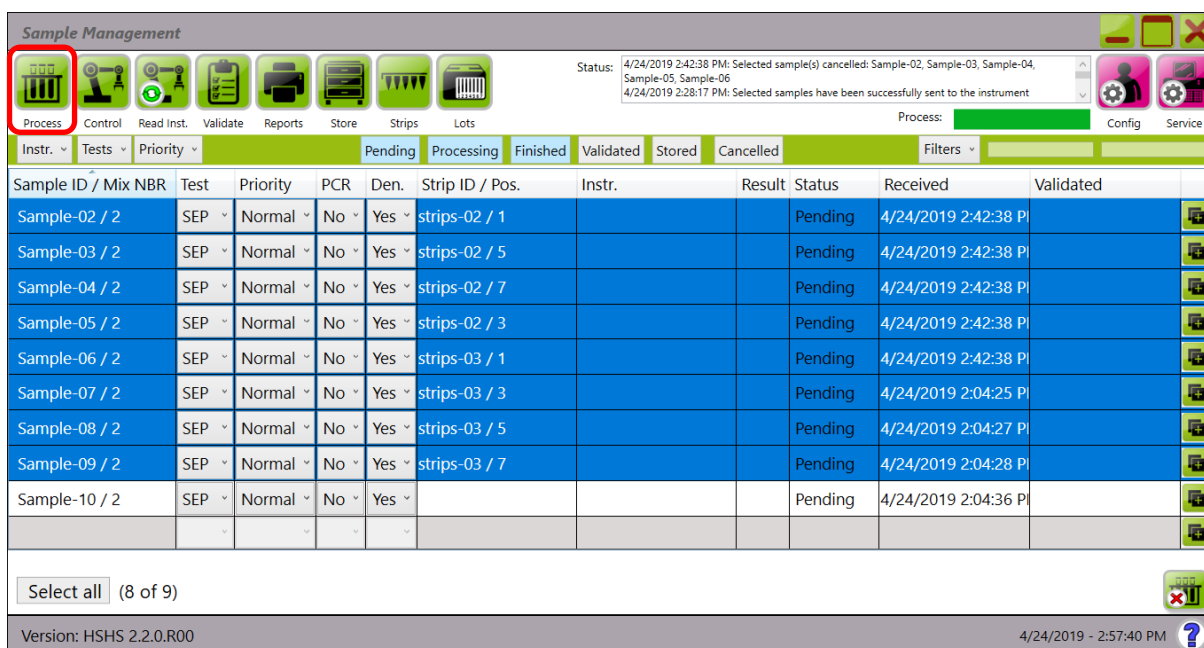 Sample Management
Status: 4/24/2019 2:42:38 PM: Selected sample(s) cancelled: Sample-02, Sample-03, Sample-04,
Sample-05, Sample-06
4/24/2019 2:28:17 PM: Selected samples have been successfully sent to the instrument
Process Control Read Inst. Validate Reports Store Strips Lots Process: Config Service
Instr. Tests Priority Pending Processing Finished Validated Stored Cancelled Filters
Sample ID / Mix NBR Test Priority PCR Den. Strip ID / Pos. Instr. Result Status Received Validated
Sample-02 / 2 SEP Normal No Yes strips-02 / 1 Pending 4/24/2019 2:42:38 P
Sample-03 / 2 SEP Normal No Yes strips-02 / 5 Pending 4/24/2019 2:42:38 P
Sample-04 / 2 SEP Normal No Yes strips-02 / 7 Pending 4/24/2019 2:42:38 P
Sample-05 / 2 SEP Normal No Yes strips-02 / 3 Pending 4/24/2019 2:42:38 P
Sample-06 / 2 SEP Normal No Yes strips-03 / 1 Pending 4/24/2019 2:42:38 P
Sample-07 / 2 SEP Normal No Yes strips-03 / 3 Pending 4/24/2019 2:04:25 P
Sample-08 / 2 SEP Normal No Yes strips-03 / 5 Pending 4/24/2019 2:04:27 P
Sample-09 / 2 SEP Normal No Yes strips-03 / 7 Pending 4/24/2019 2:04:28 P
Sample-10 / 2 SEP Normal No Yes Pending 4/24/2019 2:04:36 P
Select all (8 of 9)
Version: HSHS 2.2.0.R00 4/24/2019 - 2:57:40 PM ?